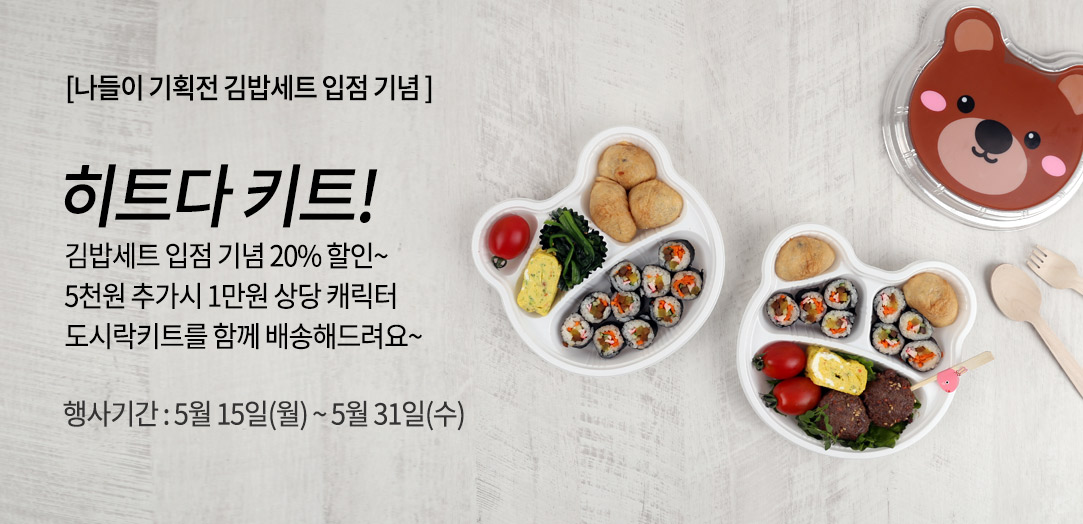 [나들이 기획전 김밥세트 입점 기념 ]
히트다 키트!
김밥세트 입점 기념 20% 할인~
5천원 추가시 1만원 상당 캐릭터
도시락키트를 함께 배송해드려요~
행사기간 : 5월 15일(월) ~ 5월 31일(수)